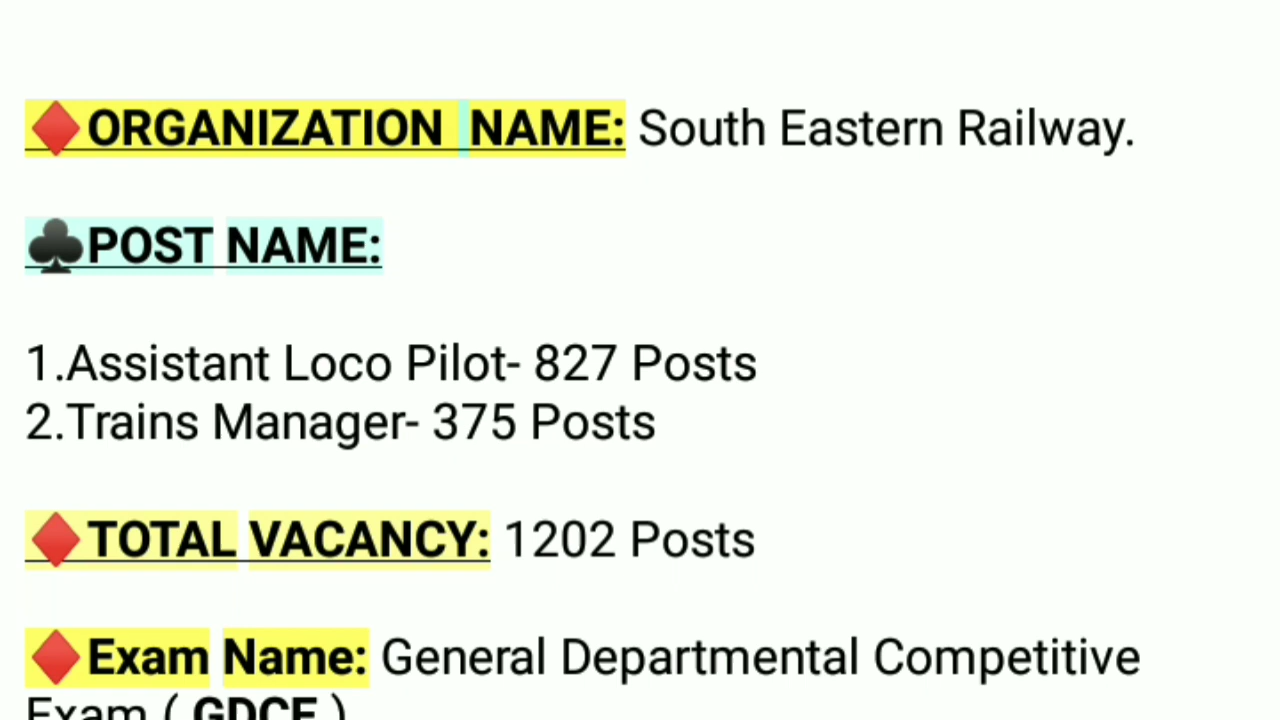 ♦️ORGANIZATION NAME: South Eastern Railway.
♣️POST NAME:
1.Assistant Loco Pilot- 827 Posts
2.Trains Manager- 375 Posts
♦️TOTAL VACANCY: 1202 Posts
♦️Exam Name: General Departmental Competitive
Exam ( GDCE )